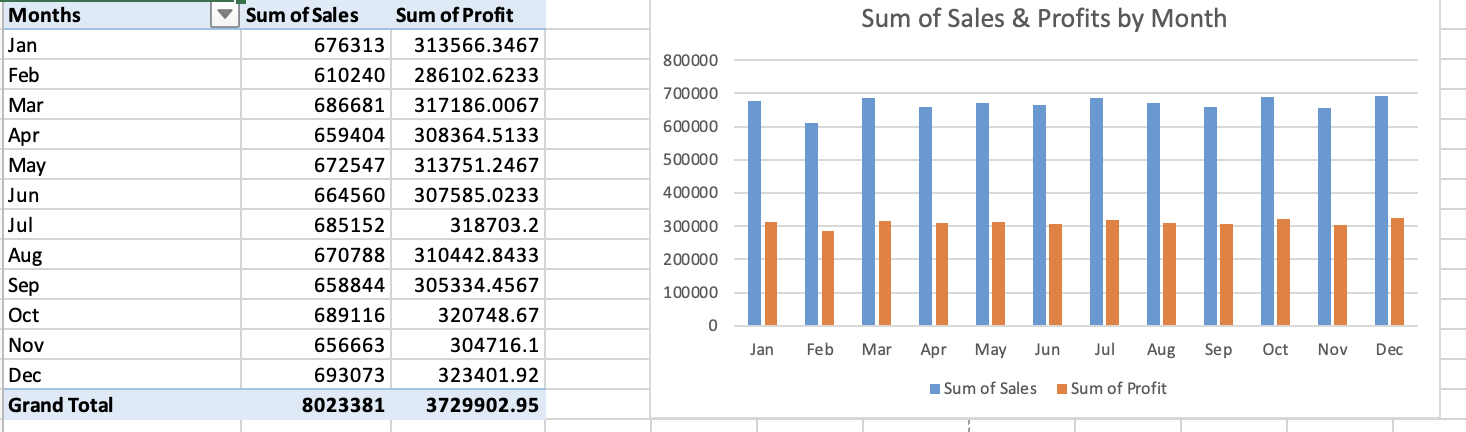 Months Sum of Sales Sum of Profit
Jan 676313 313566.3467
Feb 610240 286102.6233
Mar 686681 317186.0067
Apr 659404 308364.5133
May 672547 313751.2467
Jun 664560 307585.0233
Jul 685152 318703.2
Aug 670788 310442.8433
Sep 658844 305334.4567
Oct 689116 320748.67
Nov 656663 304716.1
Dec 693073 323401.92
Grand Total 8023381 3729902.95
Sum of Sales & Profits by Month
800000
700000
600000
500000
400000
300000
200000
100000
0
Jan Feb Mar Apr May Jun Jul Aug Sep Oct Nov Dec
Sum of Sales Sum of Profit